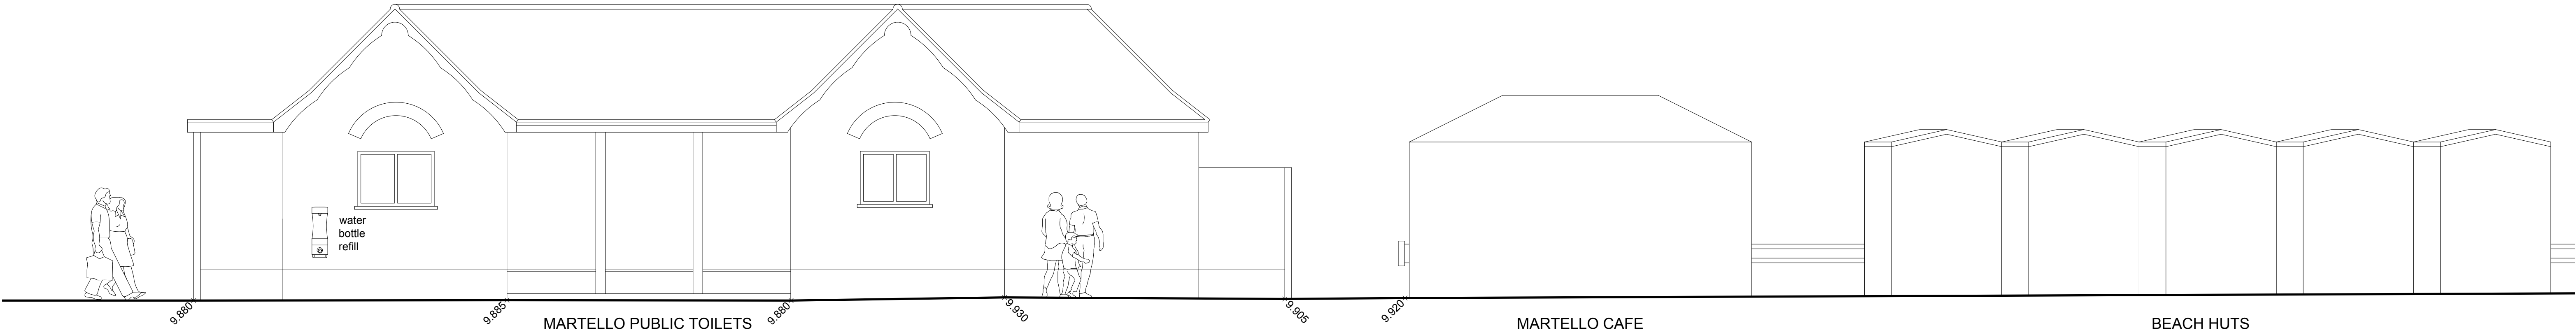 water
bottle
refill
9.880
9.885
9.880
9.930
9.905
9.920
MARTELLO PUBLIC TOILETS
MARTELLO CAFE
BEACH HUTS